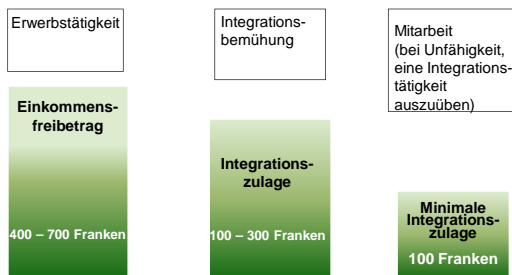 Erwerbstätigkeit
Einkommens-
freibetrag
400 – 700 Franken
Integrations-
bemühung
Integrations-
zulage
100 – 300 Franken
Mitarbeit
(bei Unfähigkeit,
eine Integrations-
tätigkeit
auszuüben)
Minimale
Integrations-
zulage
100 Franken